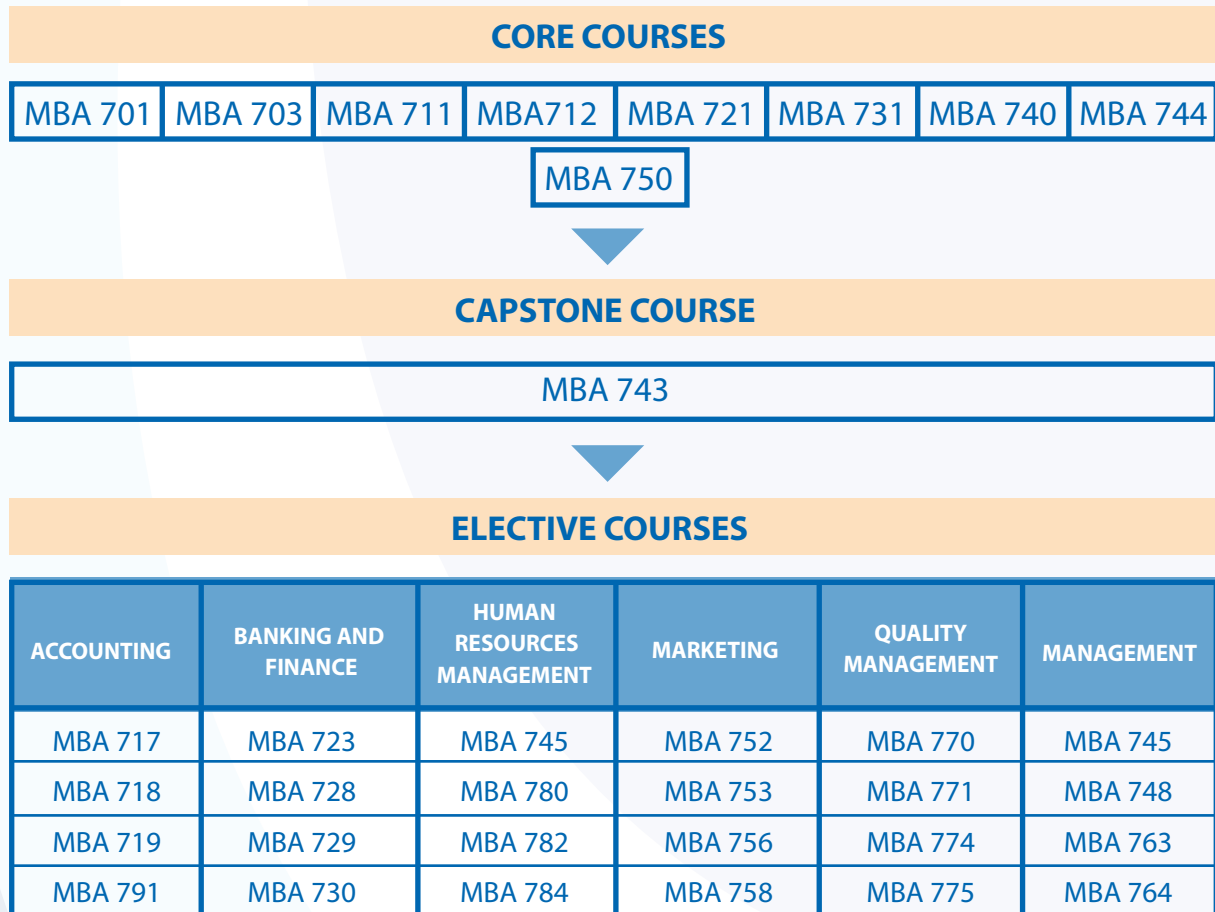 CORE COURSES
MBA 701 MBA 703 MBA 711 MBA712 MBA 721 MBA 731 MBA 740 MBA 744
MBA 750
CAPSTONE COURSE
MBA 743
ELECTIVE COURSES
ACCOUNTING
BANKING AND
FINANCE
HUMAN
RESOURCES
MANAGEMENT
MARKETING
QUALITY
MANAGEMENT
MANAGEMENT
MBA 717 MBA 723 MBA 745 MBA 752 MBA 770 MBA 745
MBA 718 MBA 728 MBA 780 MBA 753 MBA 771 MBA 748
MBA 719 MBA 729 MBA 782 MBA 756 MBA 774 MBA 763
MBA 791 MBA 730 MBA 784 MBA 758 MBA 775 MBA 764